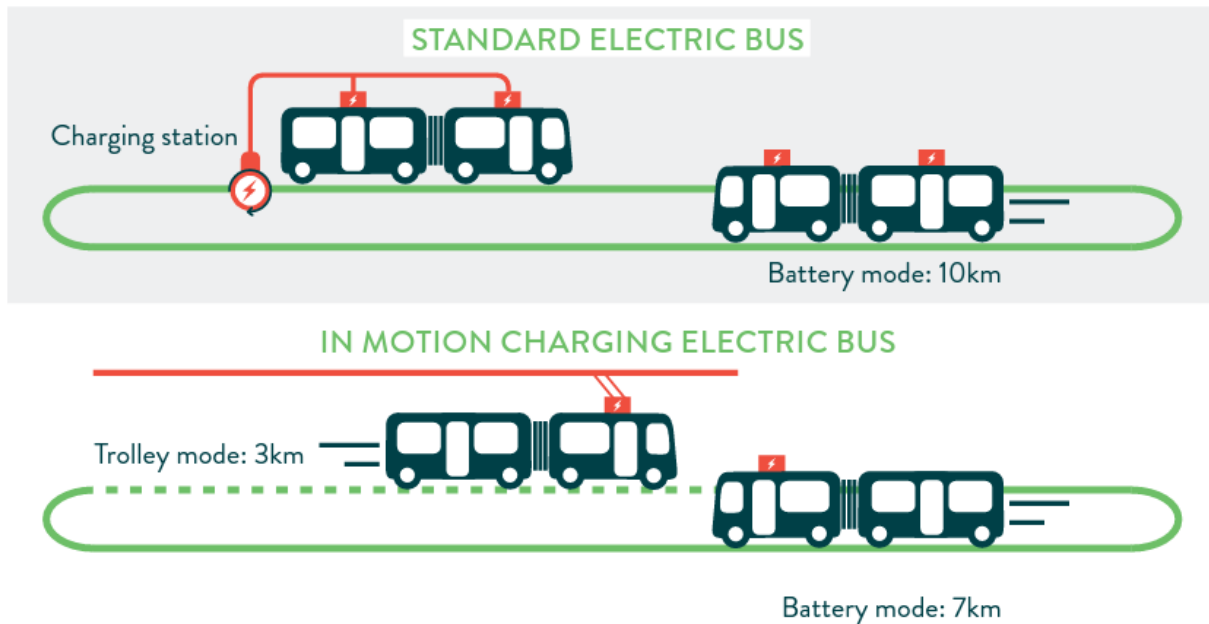 STANDARD ELECTRIC BUS
Charging station
Battery mode: 10km
IN MOTION CHARGING ELECTRIC BUS
Trolley mode: 3km
Battery mode: 7km